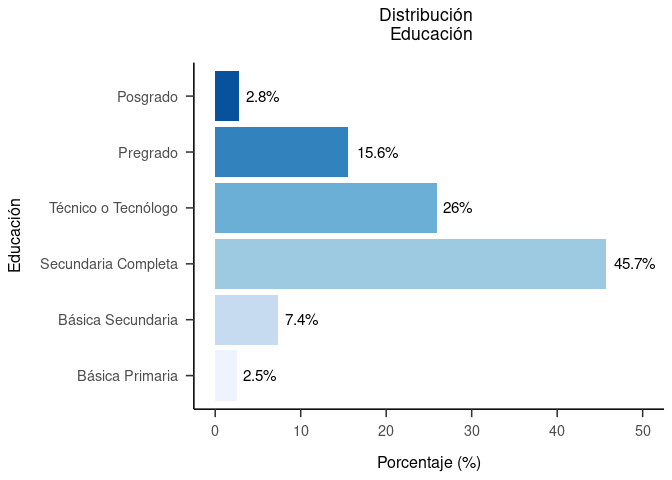 Distribución
Educación
Educación
Posgrado
2.8%
Pregrado
15.6%
Técnico o Tecnólogo
26%
Secundaria Completa
45.7%
Básica Secundaria
7.4%
Básica Primaria
2.5%
0 10 20 30 40 50
Porcentaje (%)